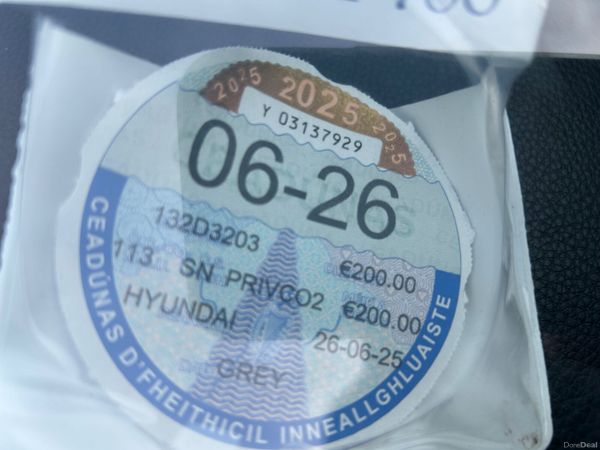 2025 2025 2025
Y 03137929
06-26
132D3203 €200.00
113 SN PRIVCO2 €200.00
HYUNDAI 26-06-25
GREY
CEADÚNAS D'FHEITHICIL INNEALLGHLUAISTE
DoneDeal